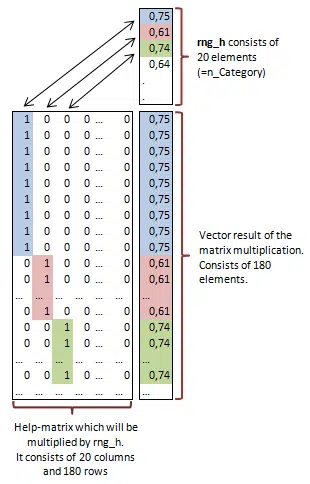 0,75
0,61
0,74
0,64
.
.
rng_h consists of
20 elements
(=n_Category)
1 0 0 0 ... 0 0,75
1 0 0 0 ... 0 0,75
1 0 0 0 ... 0 0,75
1 0 0 0 ... 0 0,75
1 0 0 0 ... 0 0,75
1 0 0 0 ... 0 0,75
1 0 0 0 ... 0 0,75
1 0 0 0 ... 0 0,75
1 0 0 0 ... 0 0,75
0 1 0 0 ... 0 0,61
0 1 0 0 ... 0 0,61
... ... ... ... ... ... ...
0 1 0 0 ... 0 0,61
0 0 1 0 ... 0 0,74
0 0 1 0 ... 0 0,74
... ... ... ... ... ... ...
0 0 1 0 ... 0 0,74
... ... ... ... ... ... ...
Vector result of the
matrix multiplication.
Consists of 180
elements.
Help-matrix which will be
multiplied by rng_h.
It consists of 20 columns
and 180 rows